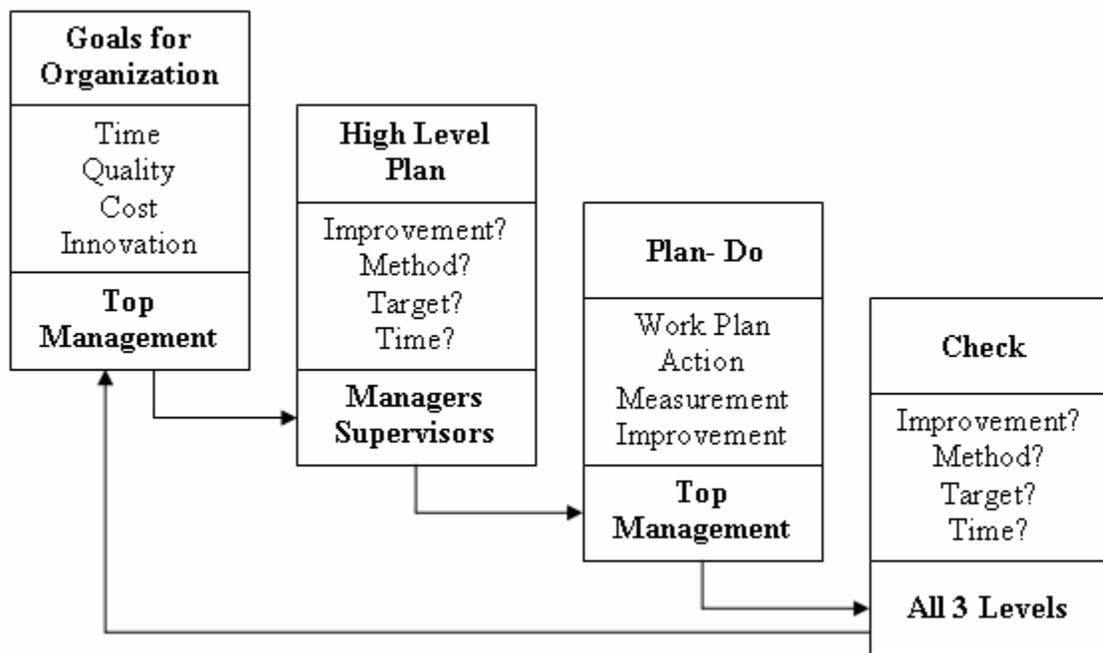 Goals for
Organization
Time
Quality
Cost
Innovation
Top
Management
High Level
Plan
Improvement?
Method?
Target?
Time?
Managers
Supervisors
Plan- Do
Work Plan
Action
Measurement
Improvement
Top
Management
Check
Improvement?
Method?
Target?
Time?
All 3 Levels